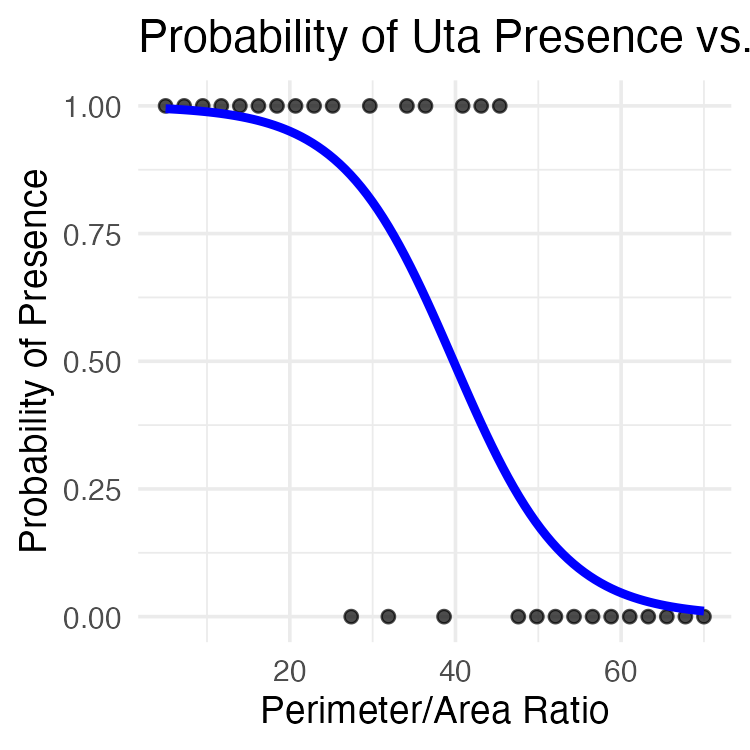 Probability of Uta Presence vs.
Probability of Presence
1.00
0.75
0.50
0.25
0.00
20 40 60
Perimeter/Area Ratio